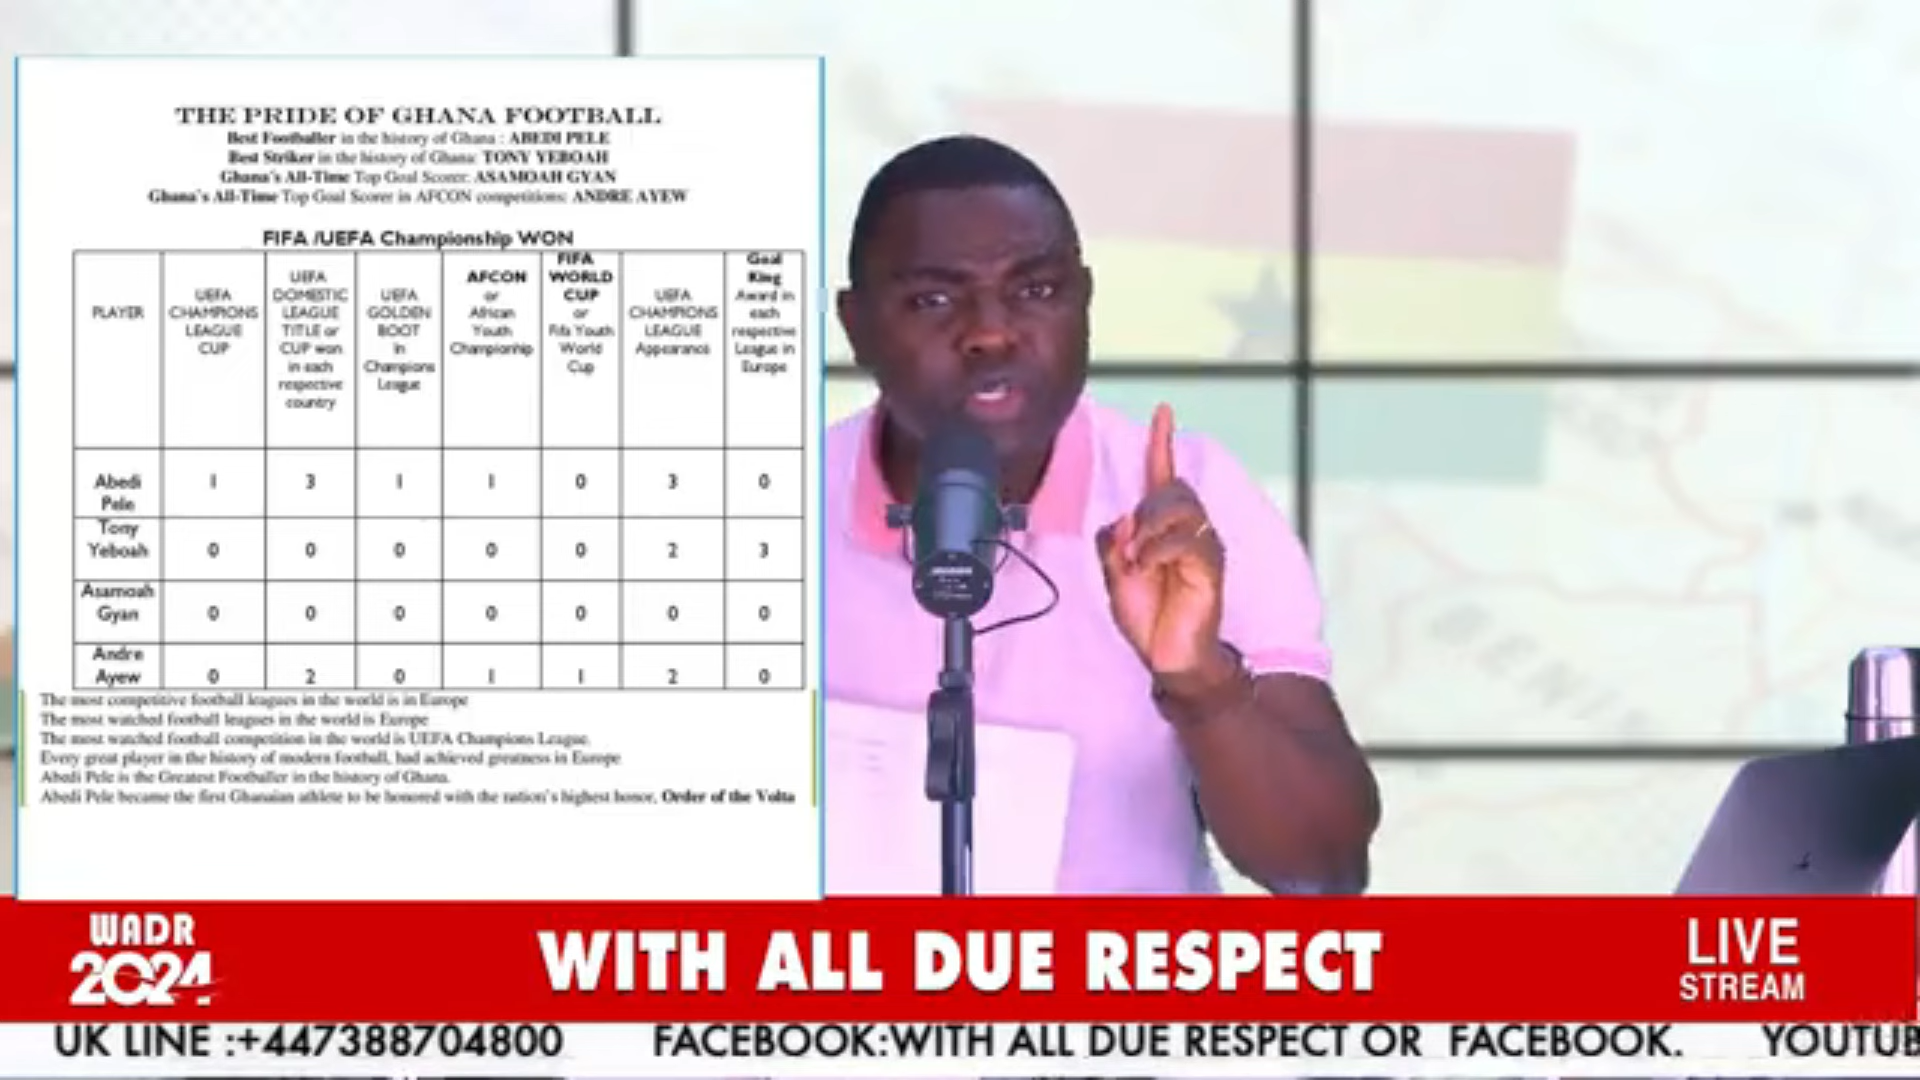 THE PRIDE OF GHANA FOOTBALL
Best Footballer in the history of Ghana : ABEDI PELE
Best Striker in the history of Ghana: TONY YEBOAH
Ghana's All-Time Top Goal Scorer: ASAMOAH GYAN
Ghana's All-Time Top Goal Scorer in AFCON competitions: ANDRE AYEW
FIFA /UEFA Championship WON
PLAYER
UEFA
CHAMPIONS
LEAGUE
CUP
UEFA
DOMESTIC
LEAGUE
TITLE or
CUP won
in each
respective
country
UEFA
GOLDEN
BOOT
In
Champions
League
AFCON
or
African
Youth
Championhip
FIFA
WORLD
CUP
or
Fifa Youth
World
Cup
UEFA
CHAMPIONS
LEAGUE
Appearance
Goal
King
Award in
each
respective
League in
Europe
Abedi
Pele
1 3 1 1 0 3 0
Tony
Yeboah
0 0 0 0 0 2 3
Asamoah
Gyan
0 0 0 0 0 0 0
Andre
Ayew
0 2 0 1 1 2 0
The most competitive football leagues in the world is in Europe
The most watched football leagues in the world is Europe
The most watched football competition in the world is UEFA Champions League.
Every great player in the history of modern football, had achieved greatness in Europe
Abedi Pele is the Greatest Footballer in the history of Ghana.
Abedi Pele became the first Ghanaian athlete to be honored with the nation's highest honor, Order of the Volta
WADR
2024
WITH ALL DUE RESPECT
LIVE
STREAM
UK LINE :+447388704800 FACEBOOK:WITH ALL DUE RESPECT OR FACEBOOK. YOUTUB